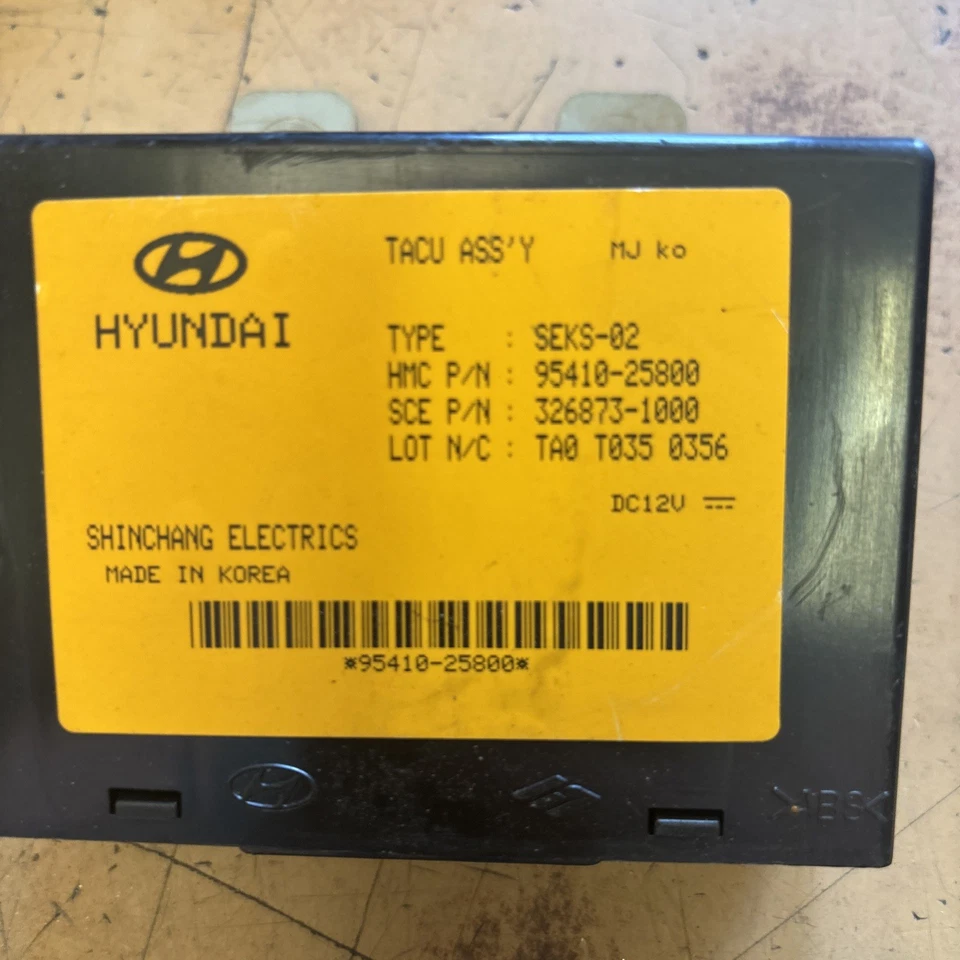 TACU ASS'Y MJ ko
HYUNDAI
TYPE : SEKS-02
HMC P/N : 95410-25800
SCE P/N : 326873-1000
LOT N/C : TA0 T035 0356
DC12V
SHINCHANG ELECTRICS
MADE IN KOREA
*95410-25800*